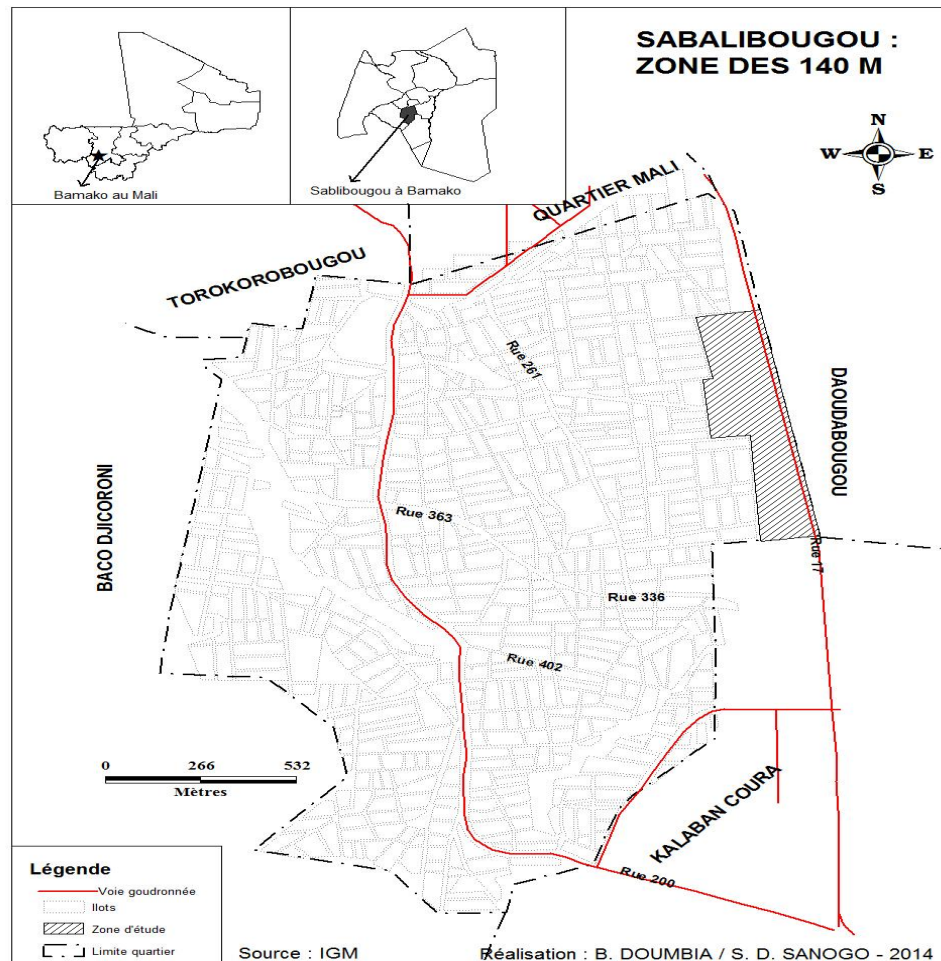 SABALIBOUGOU :
ZONE DES 140 M
Bamako au Mali
Sablibougou à Bamako
N
W
E
S
QUARTIER MALI
TOROKOROBOUGOU
Rue 261
DAOUDABOUGOU
BACO DJICORONI
Rue 363
Rue 17
Rue 336
Rue 402
0 266 532
Mètres
KALABAN COURA
Rue 200
Légende
Voie goudronnée
Ilots
Zone d'étude
Limite quartier
Source : IGM
Réalisation : B. DOUMBIA / S. D. SANOGO - 2014